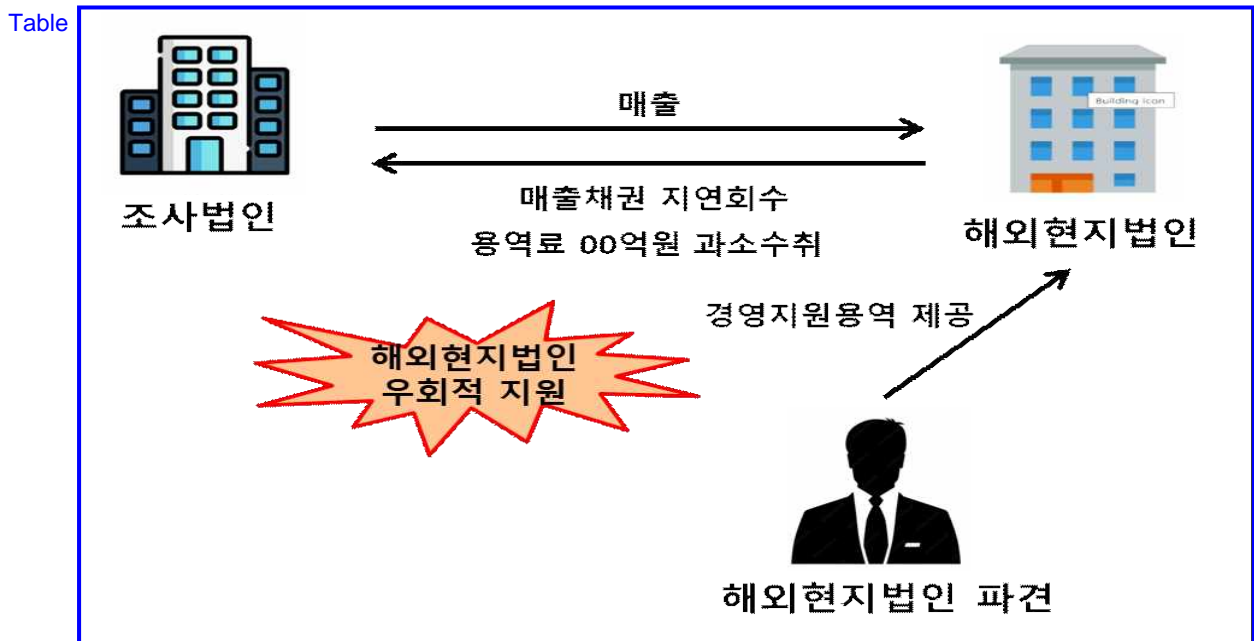 Table
매출
Building icon
조사법인
매출채권 지연회수
용역료 00억원 과소수취
해외현지법인
경영지원용역 제공
해외현지법인
우회적 지원
해외현지법인 파견